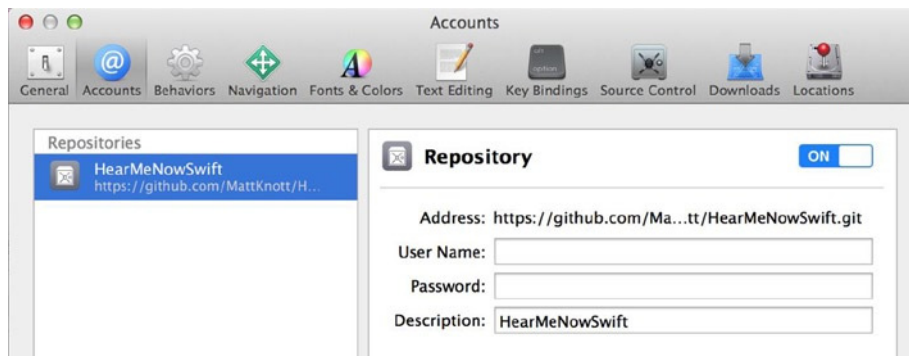 Accounts
General Accounts Behaviors Navigation Fonts & Colors Text Editing Key Bindings Source Control Downloads Locations
Repositories
HearMeNowSwift
https://github.com/MattKnott/H...
Repository
ON
Address: https://github.com/Ma...tt/HearMeNowSwift.git
User Name:
Password:
Description: HearMeNowSwift